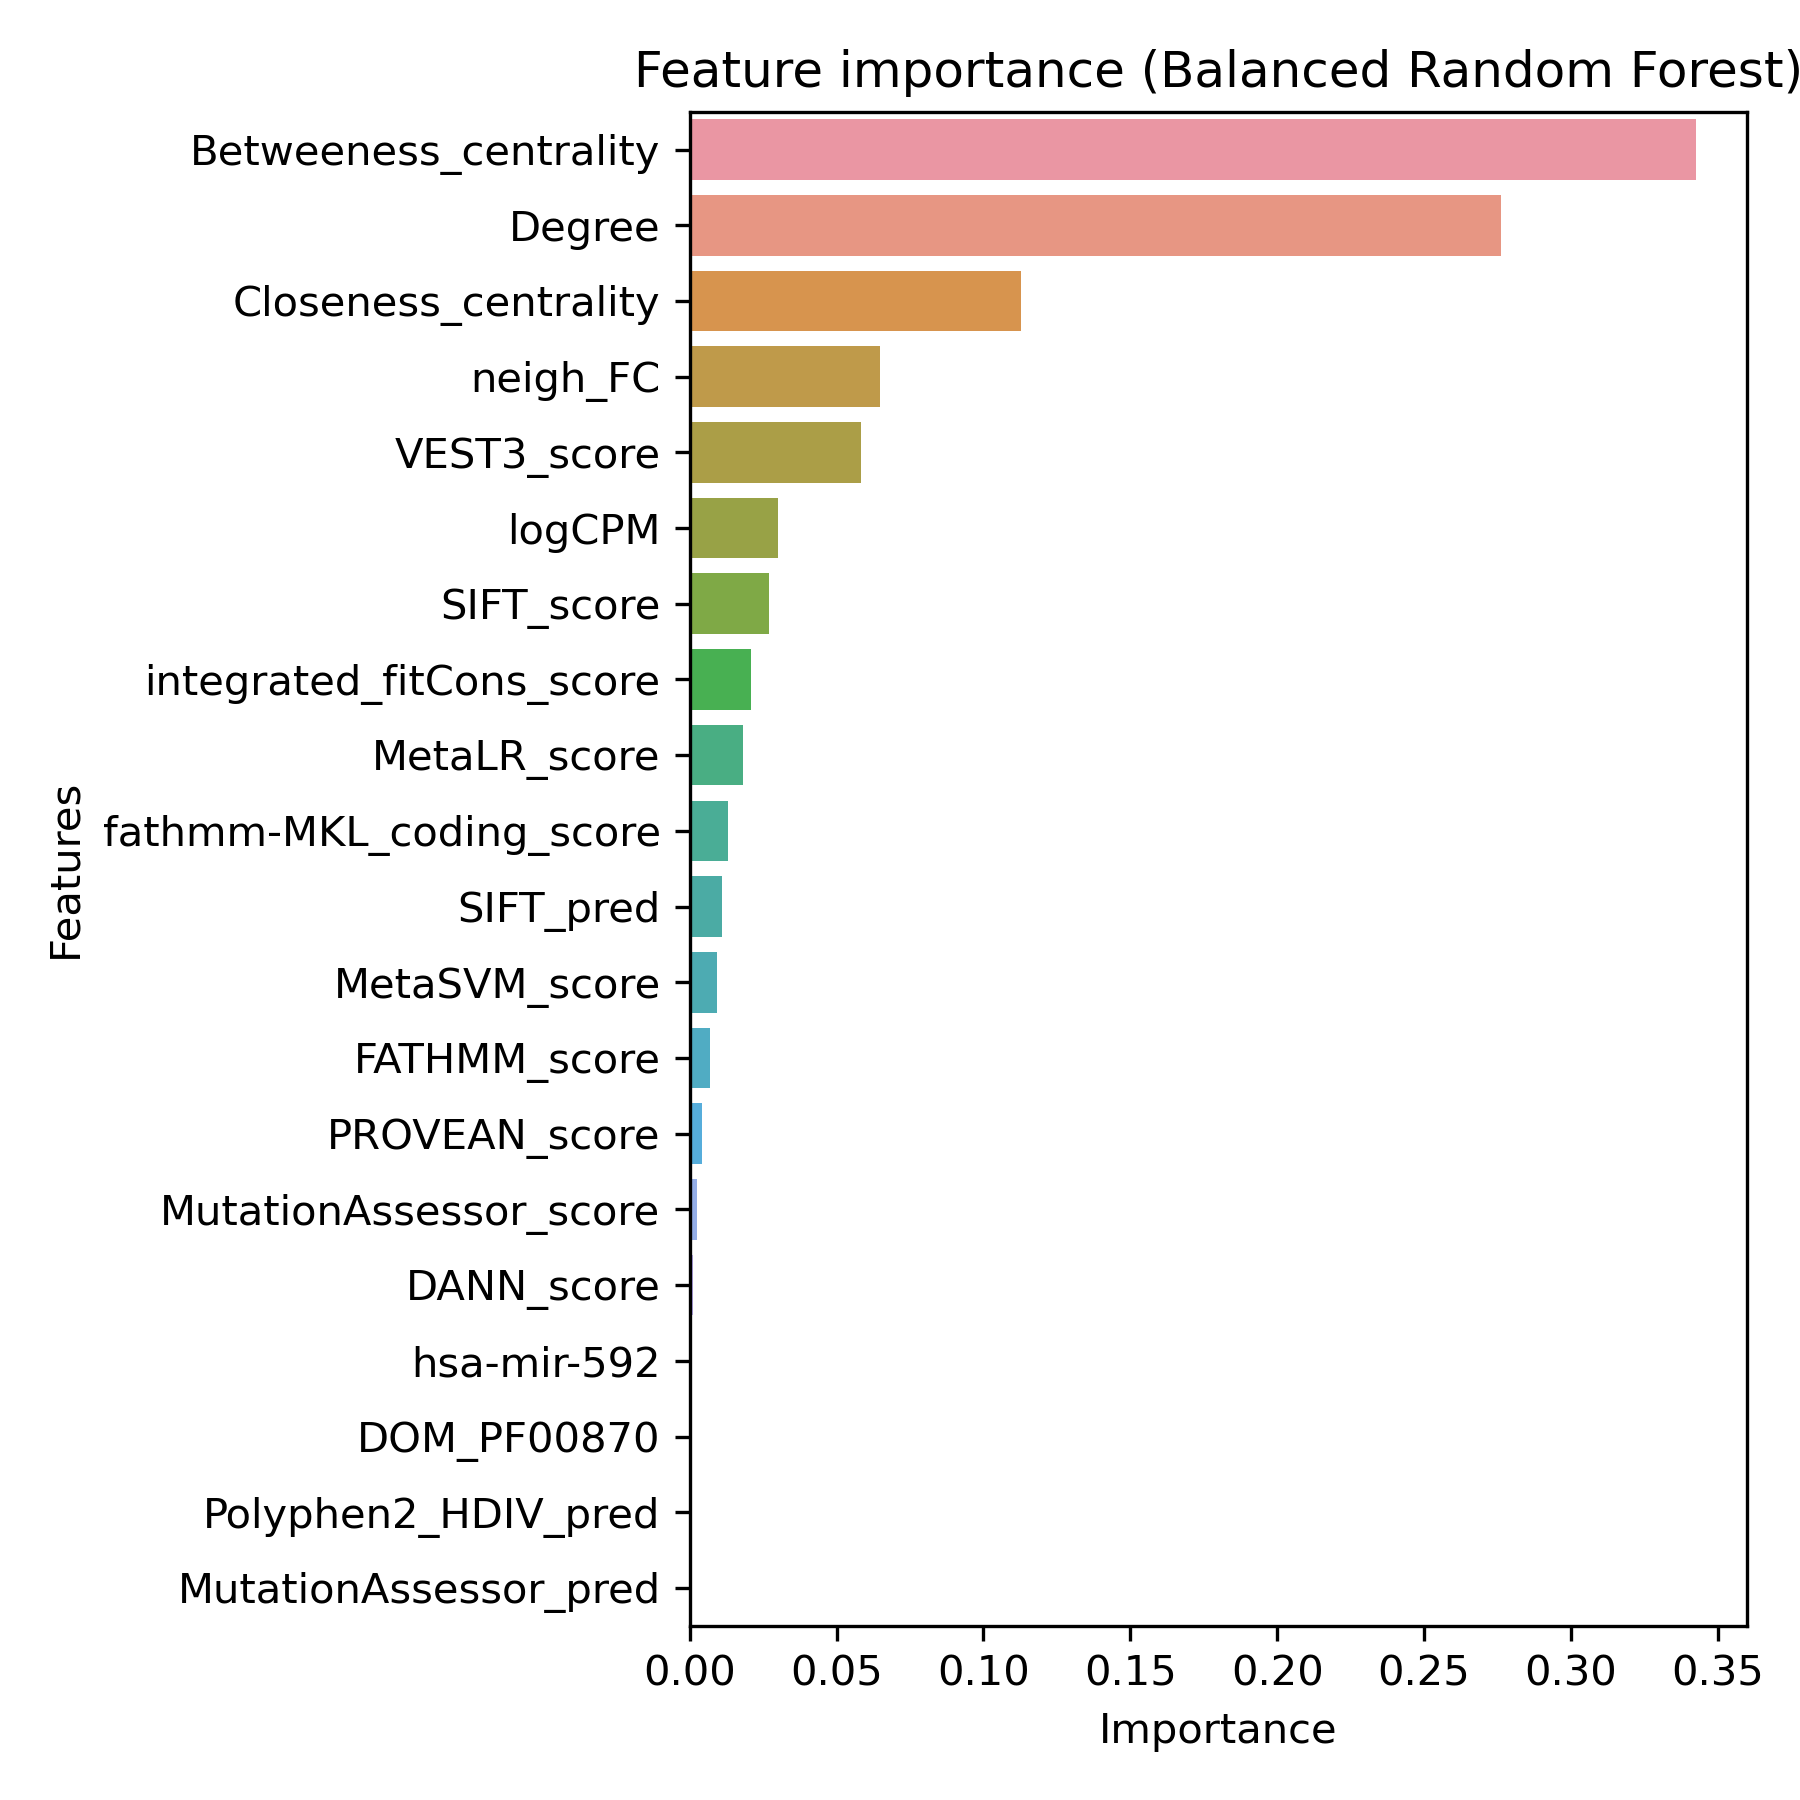 Feature importance (Balanced Random Forest)
Betweeness_centrality
Degree
Closeness_centrality
neigh_FC
VEST3_score
logCPM
SIFT_score
integrated_fitCons_score
MetaLR_score
fathmm-MKL_coding_score
SIFT_pred
MetaSVM_score
FATHMM_score
PROVEAN_score
MutationAssessor_score
DANN_score
hsa-mir-592
DOM_PF00870
Polyphen2_HDIV_pred
MutationAssessor_pred
Features
0.00 0.05 0.10 0.15 0.20 0.25 0.30 0.35
Importance